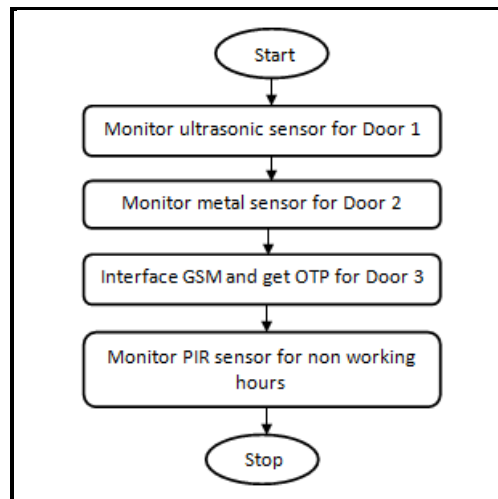 Start
Monitor ultrasonic sensor for Door 1
Monitor metal sensor for Door 2
Interface GSM and get OTP for Door 3
Monitor PIR sensor for non working
hours
Stop